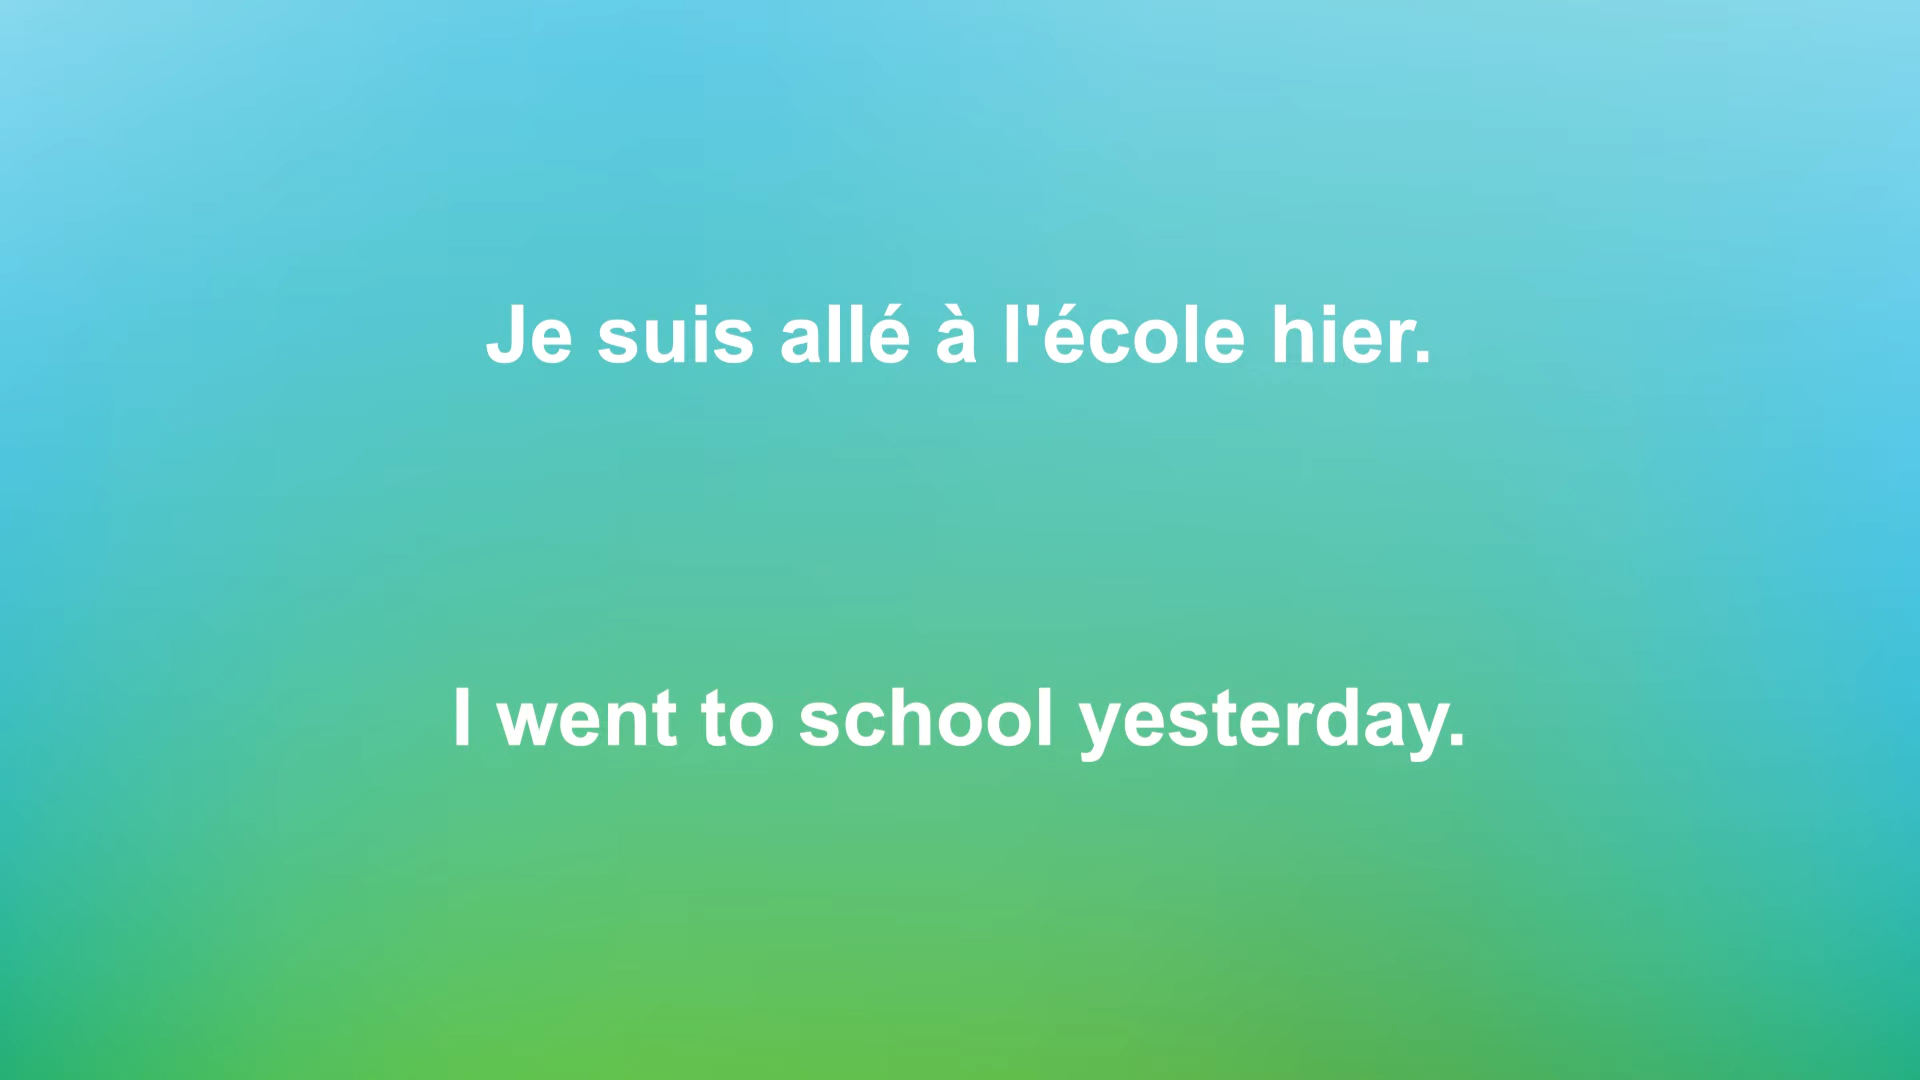 Je suis allé à l'école hier.
I went to school yesterday.